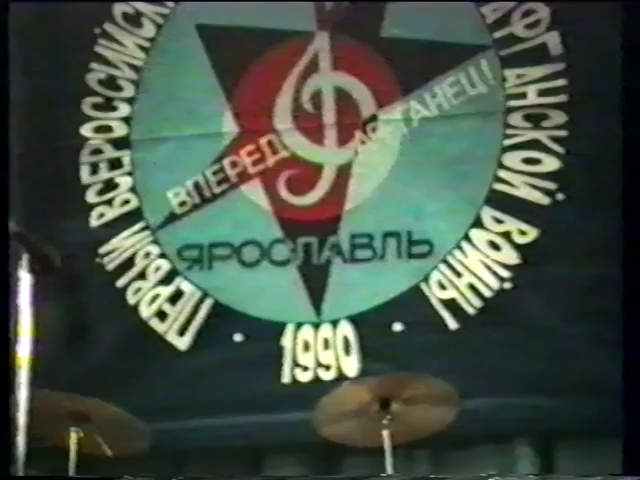 ПЕРВЫЙ ВСЕРОССИЙСК
АФГАНСКОЙ ВОЙНЫ
ВПЕРЕД
ТАНЕЦ!
ЯРОСЛАВЛЬ
1990